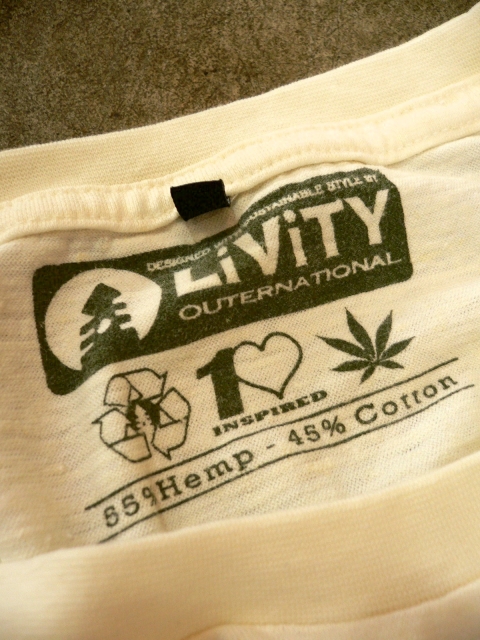 DESIGNED SUSTAINABLE STYLE BY
LiViTY
OUTERNATIONAL
1
INSPIRED
55% Hemp - 45% Cotton